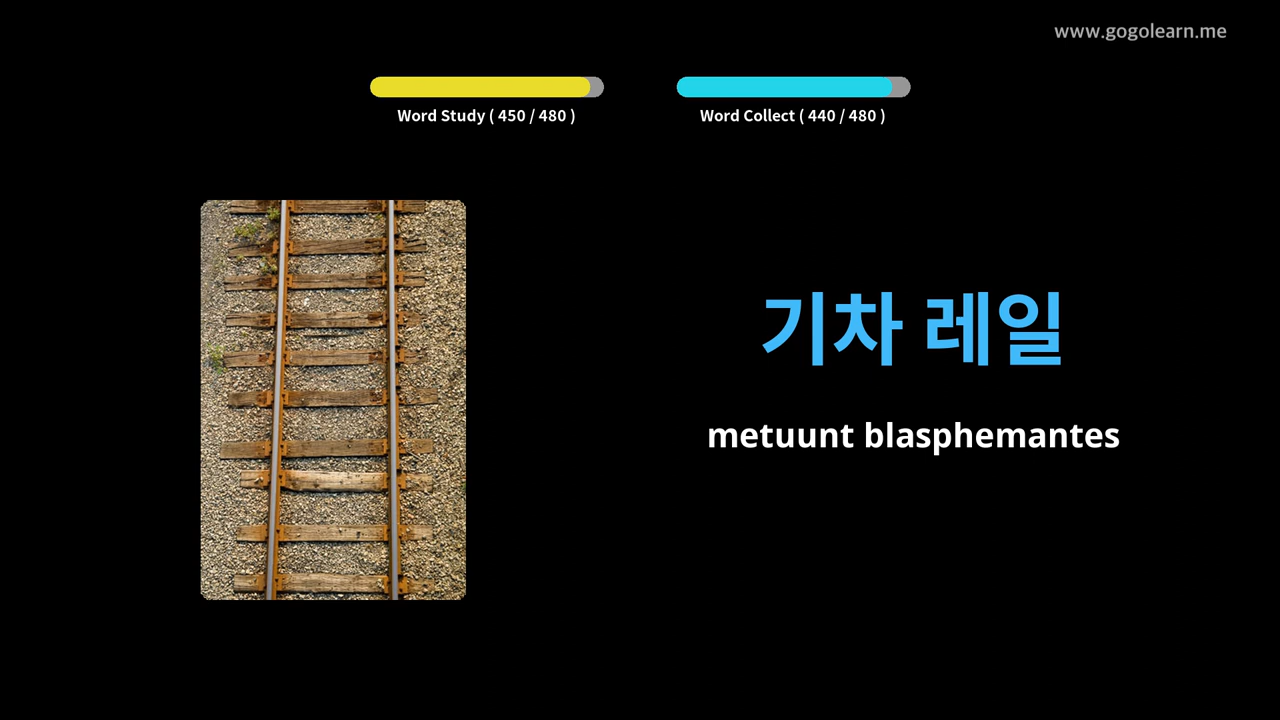 www.gogolearn.me
Word Study ( 450 / 480 )
Word Collect ( 440 / 480 )
기차 레일
metuunt blasphemantes